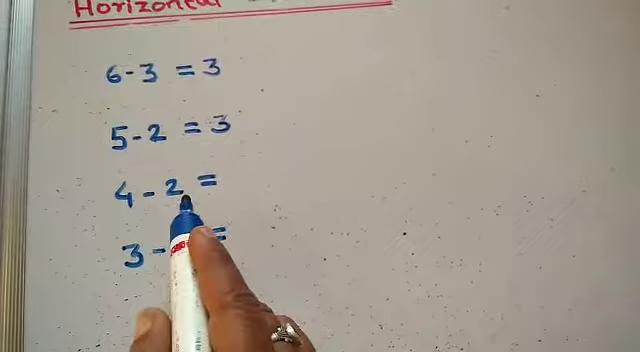 Horizontal
6-3 = 3
5-2 = 3
4-2 =
3- =